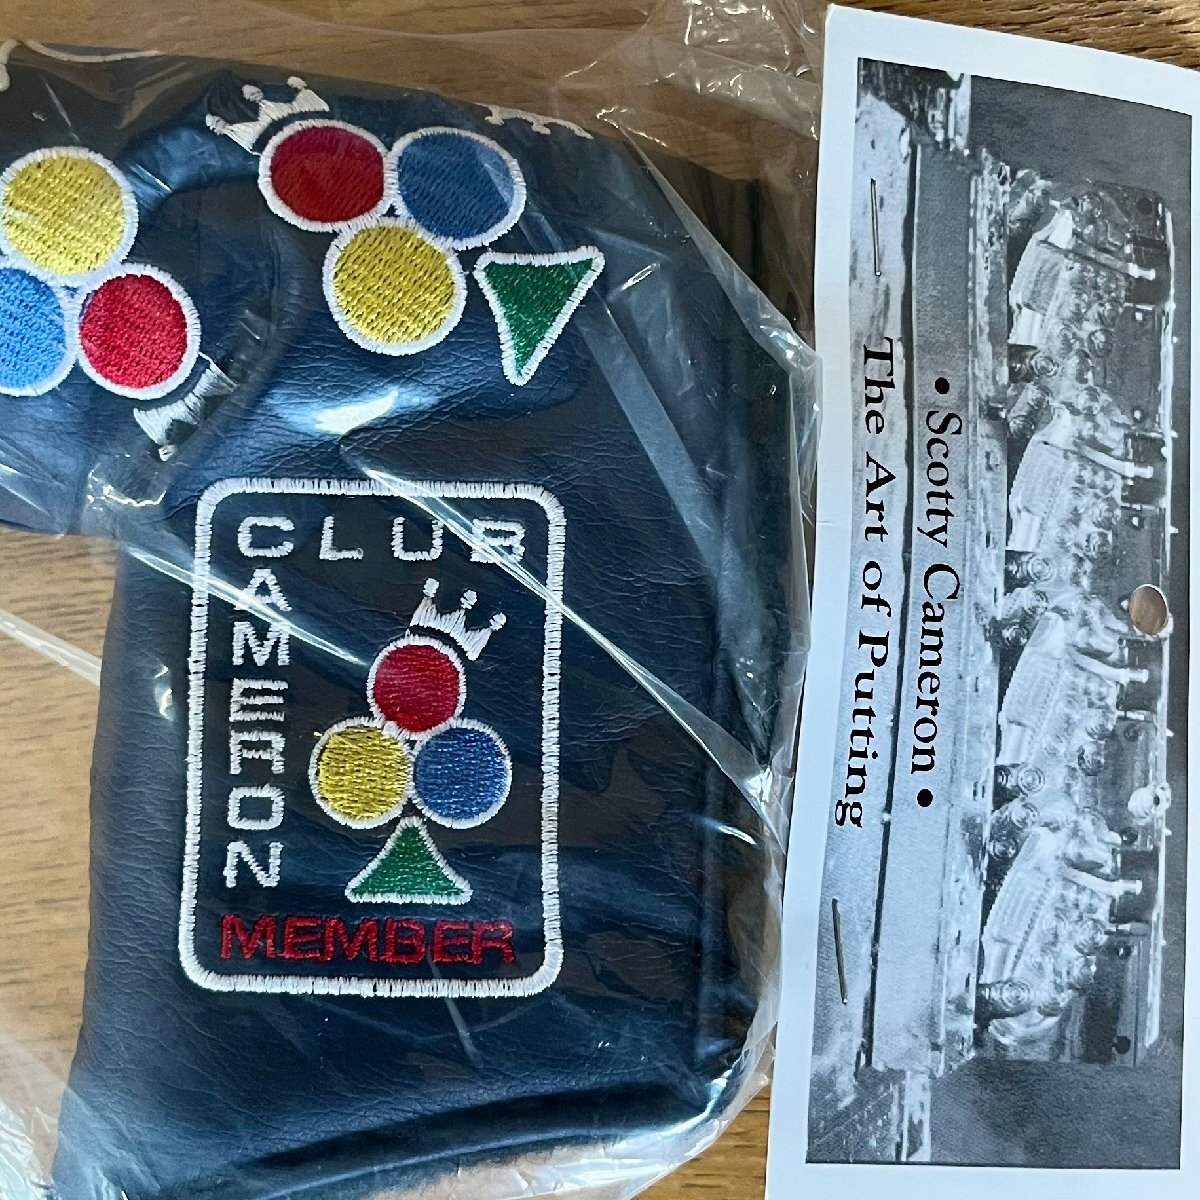 CLUB
CAMERON
MEMBER
• Scotty Cameron •
The Art of Putting